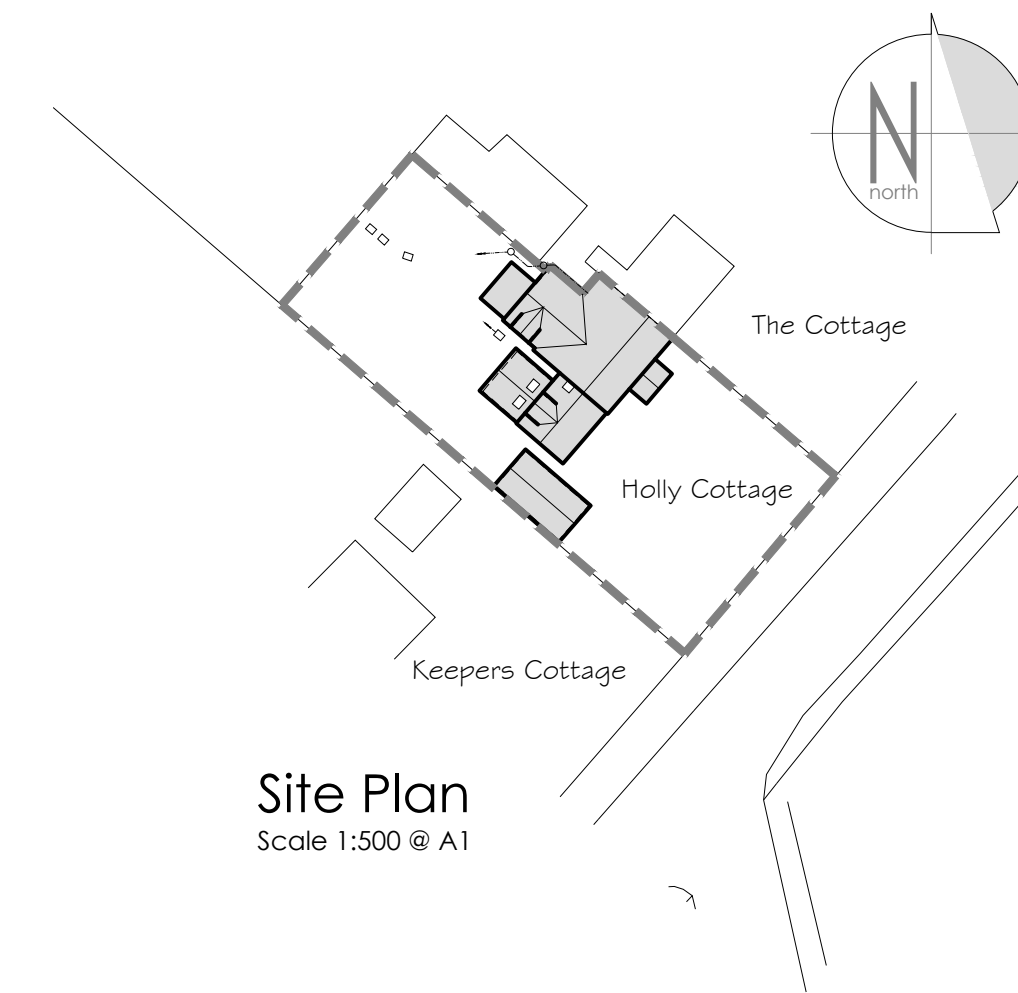 N
north
The Cottage
Holly Cottage
Keepers Cottage
Site Plan
Scale 1:500 @ A1